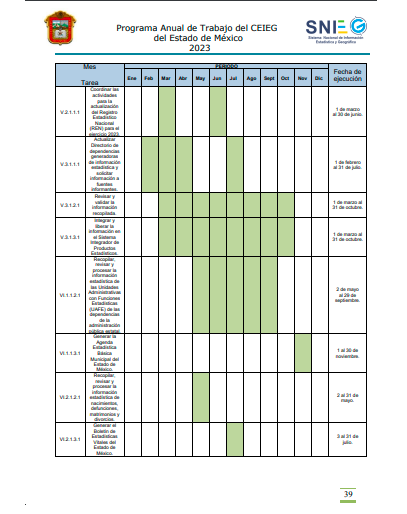 Programa Anual de Trabajo del CEIEG
del Estado de México
2023
SNIEG
Sistema Nacional de Información
Estadística y Geográfica
Mes
Tarea
PERIODO
Ene Feb Mar Abr May Jun Jul Ago Sept Oct Nov Dic
Fecha de
ejecución
V.2.1.1.1
Coordinar las
actividades
para la
actualización
del Registro
Estadístico
Nacional
(REN) para el
ejercicio 2023.
1 de marzo
al 30 de junio.
V.3.1.1.1
Actualizar
Directorio de
dependencias
generadoras
de información
estadística y
solicitar
información a
fuentes
informantes.
1 de febrero
al 31 de julio.
V.3.1.2.1
Revisar y
validar la
información
recopilada.
1 de marzo al
31 de octubre.
V.3.1.3.1
Integrar y
liberar la
información en
el Sistema
Integrador de
Productos
Estadísticos.
1 de marzo al
31 de octubre.
VI.1.1.2.1
Recopilar,
revisar y
procesar la
información
estadística de
las Unidades
Administrativas
con Funciones
Estadísticas
(UAFE) de las
dependencias
de la
administración
pública estatal.
2 de mayo
al 29 de
septiembre.
VI.1.1.3.1
Generar la
Agenda
Estadística
Básica
Municipal del
Estado de
México.
1 al 30 de
noviembre.
VI.2.1.2.1
Recopilar,
revisar y
procesar la
información
estadística de
nacimientos,
defunciones,
matrimonios y
divorcios.
2 al 31 de
mayo.
VI.2.1.3.1
Generar el
Boletín de
Estadísticas
Vitales del
Estado de
México.
3 al 31 de
julio.
39